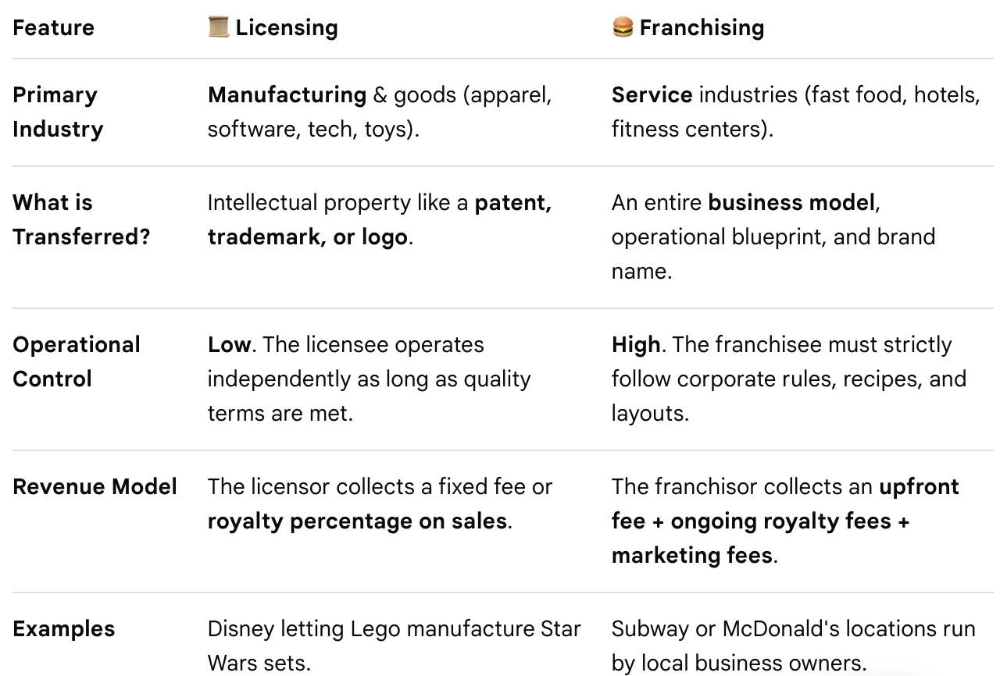 Feature
📜 Licensing
🍔 Franchising
Primary
Industry
Manufacturing & goods (apparel,
software, tech, toys).
Service industries (fast food, hotels,
fitness centers).
What is
Transferred?
Intellectual property like a patent,
trademark, or logo.
An entire business model,
operational blueprint, and brand
name.
Operational
Control
Low. The licensee operates
independently as long as quality
terms are met.
High. The franchisee must strictly
follow corporate rules, recipes, and
layouts.
Revenue Model
The licensor collects a fixed fee or
royalty percentage on sales.
The franchisor collects an upfront
fee + ongoing royalty fees +
marketing fees.
Examples
Disney letting Lego manufacture Star
Wars sets.
Subway or McDonald's locations run
by local business owners.